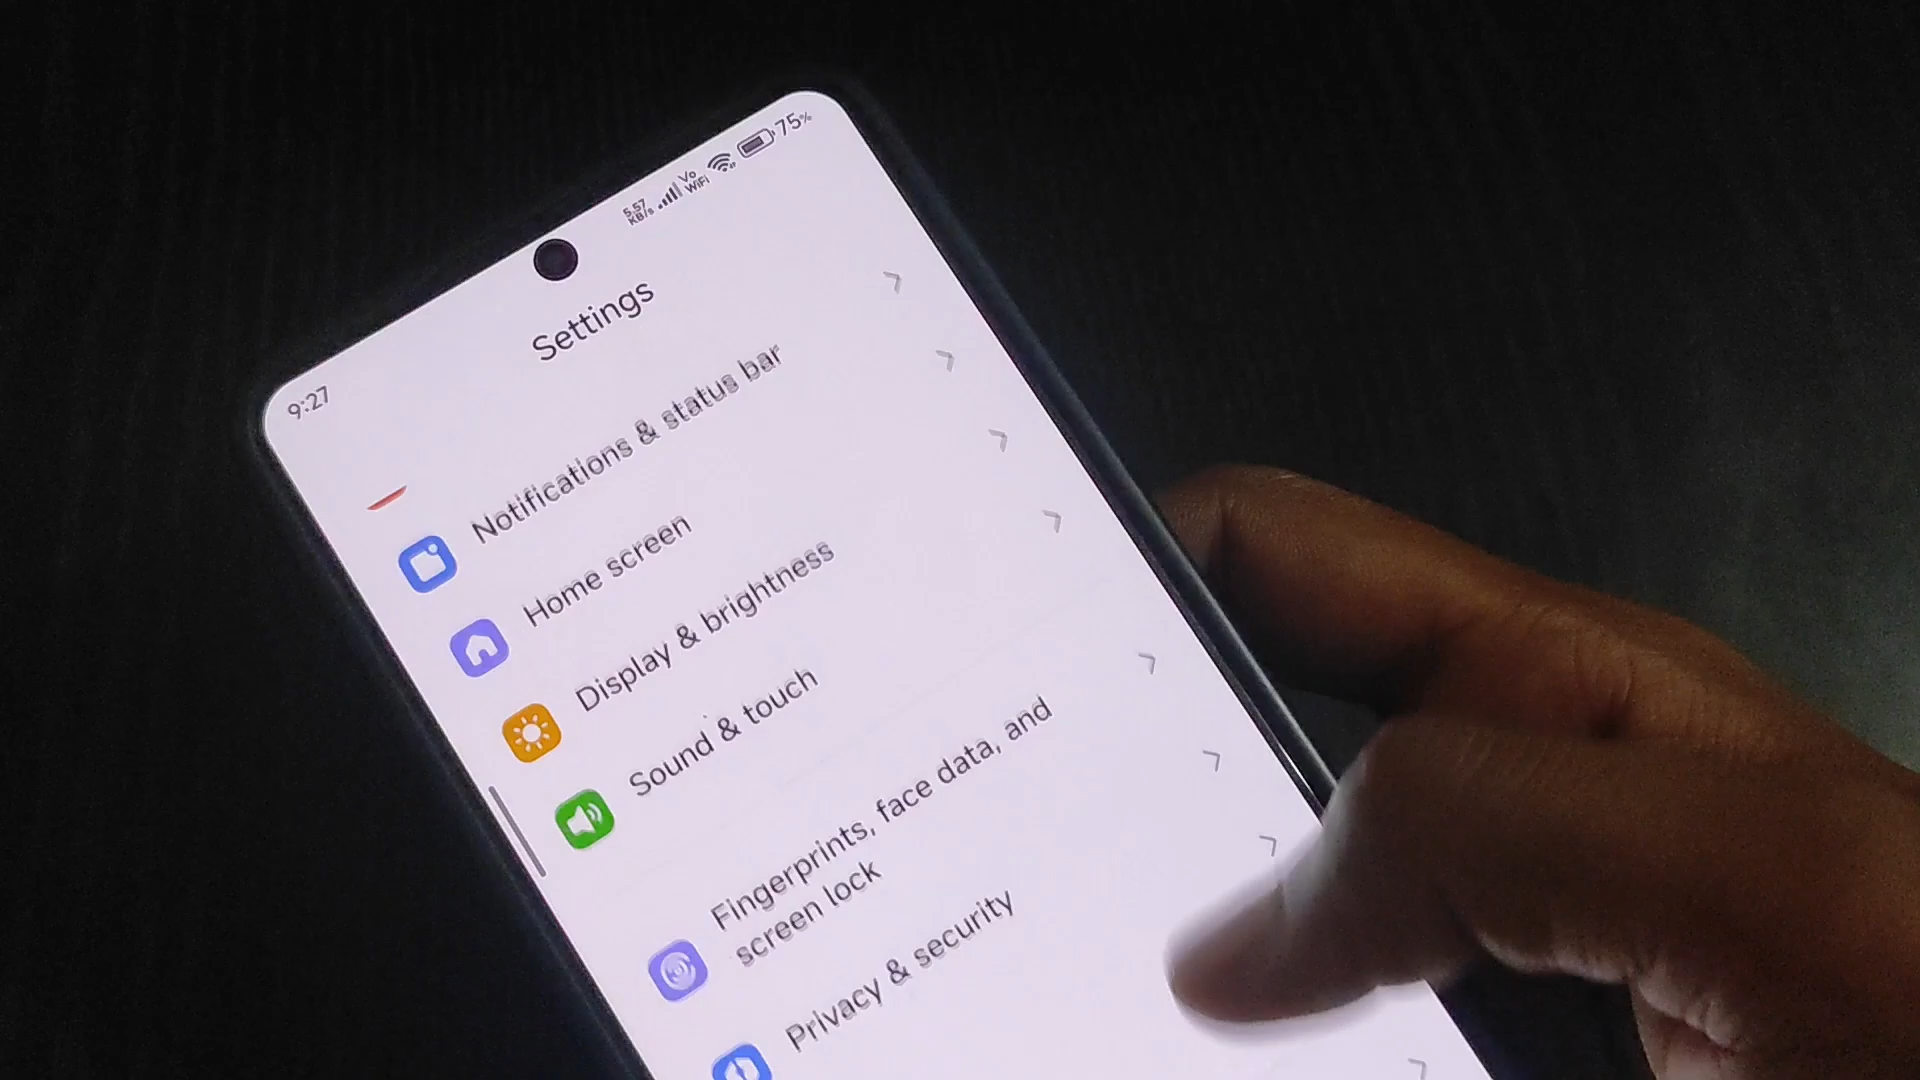 9:27
5.57
KB/s
Vo
WiFi
75%
Settings
Notifications & status bar
Home screen
Display & brightness
Sound & touch
Fingerprints, face data, and
screen lock
Privacy & security